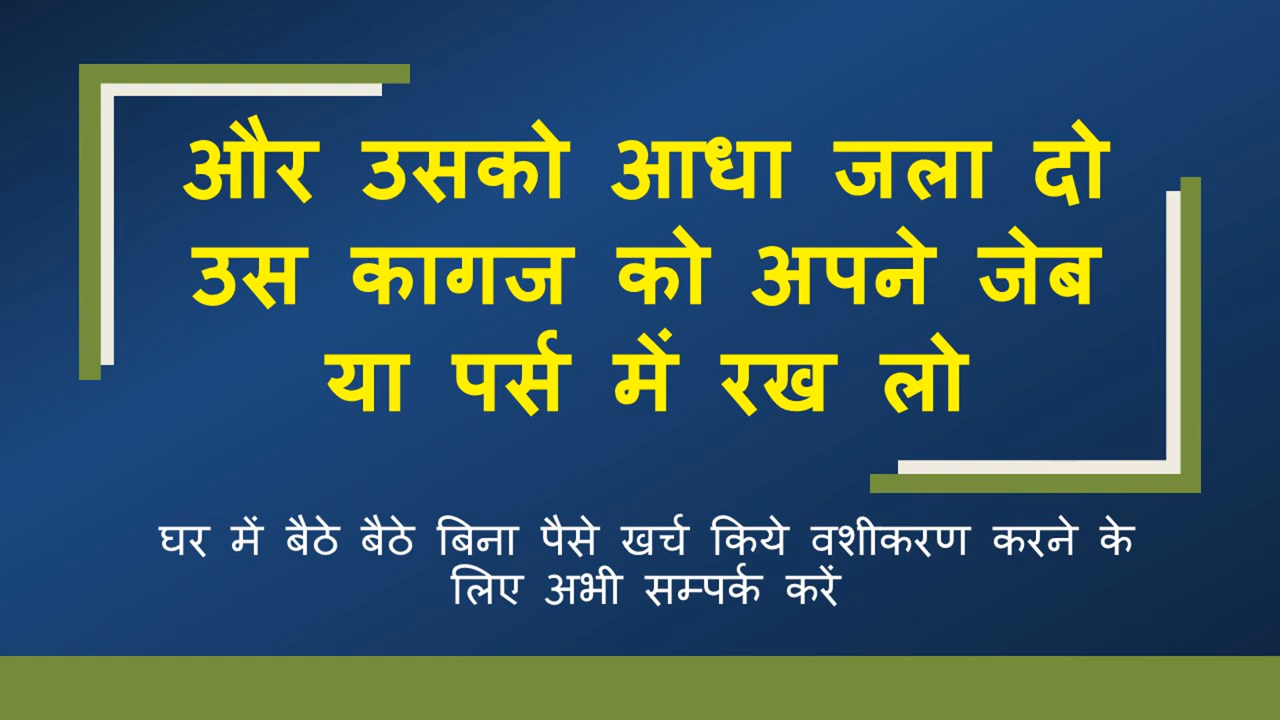 और उसको आधा जला दो
उस कागज को अपने जेब
या पर्स में रख लो
घर में बैठे बैठे बिना पैसे खर्च किये वशीकरण करने के
लिए अभी सम्पर्क करें